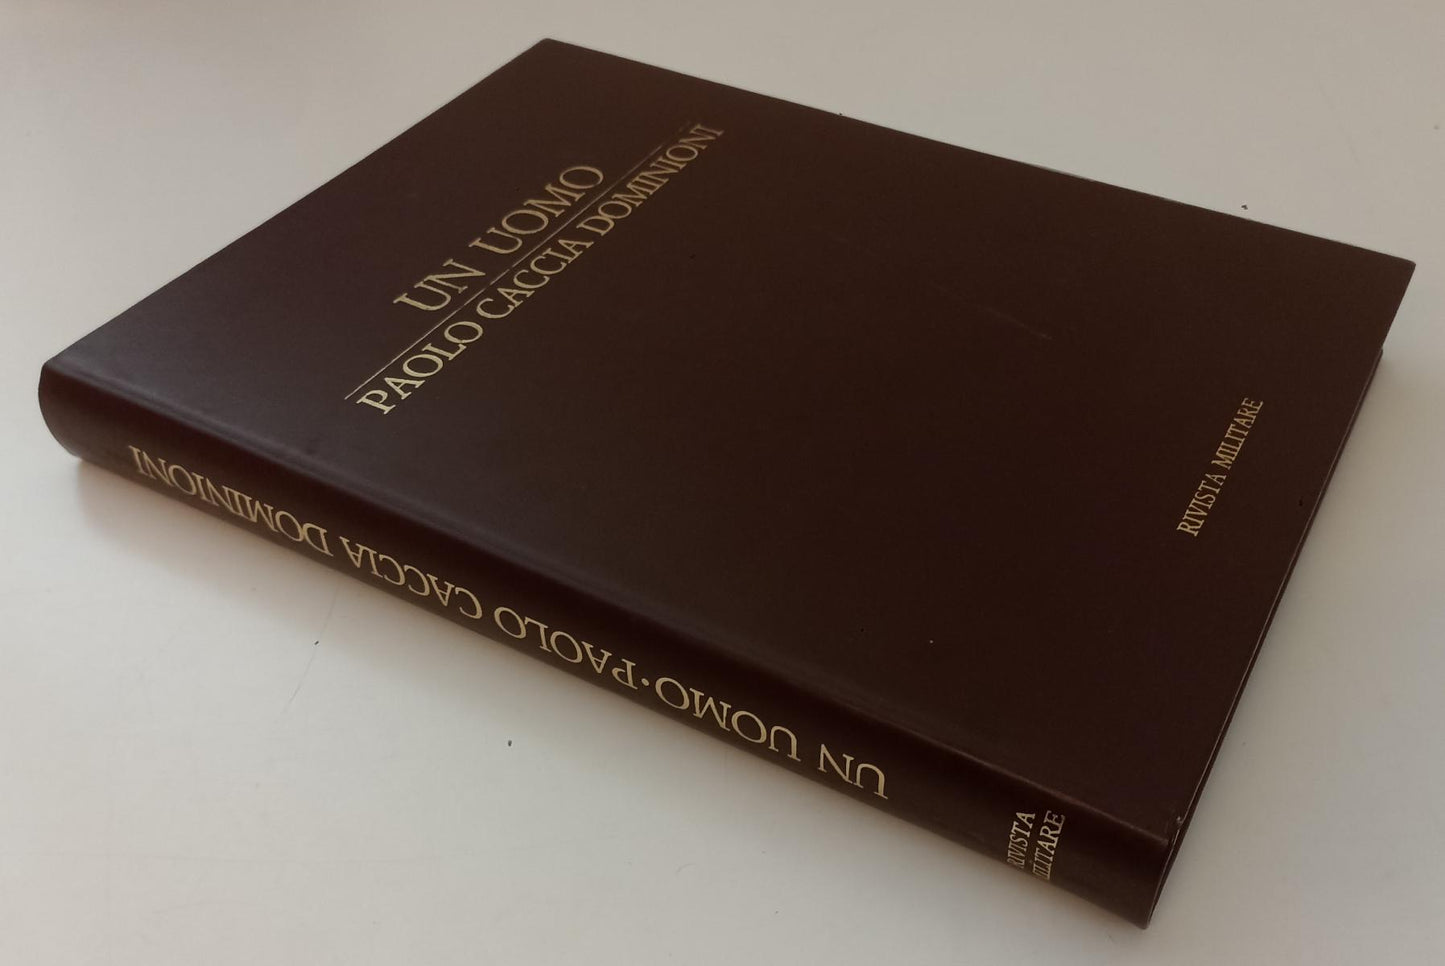 UN UOMO
PAOLO CACCIA DOMINIONI
RIVISTA MILITARE
UN UOMO·PAOLO CACCIA DOMINIONI
RIVISTA
MILITARE